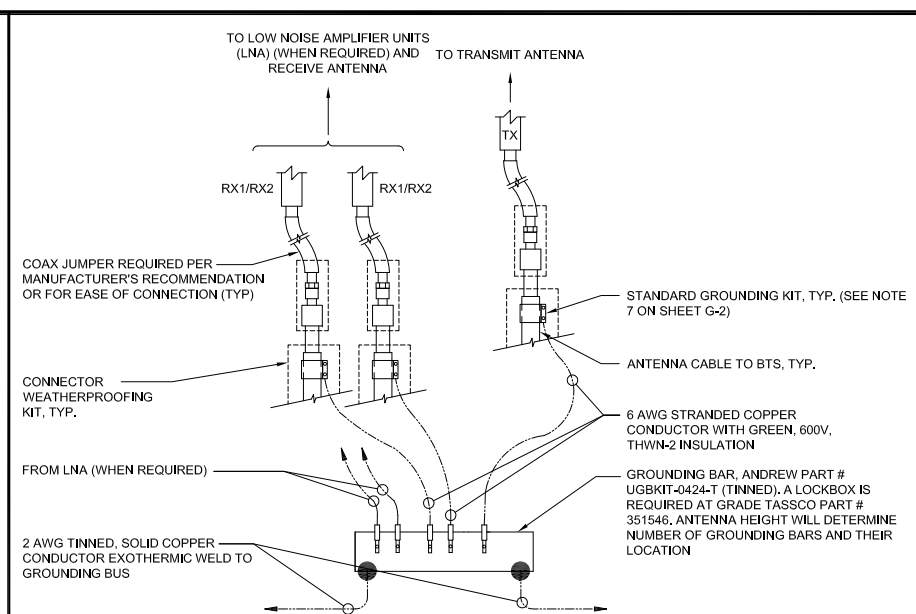 TO LOW NOISE AMPLIFIER UNITS
(LNA) (WHEN REQUIRED) AND
RECEIVE ANTENNA
TO TRANSMIT ANTENNA
TX
RX1/RX2
RX1/RX2
COAX JUMPER REQUIRED PER
MANUFACTURER'S RECOMMENDATION
OR FOR EASE OF CONNECTION (TYP)
STANDARD GROUNDING KIT, TYP. (SEE NOTE
7 ON SHEET G-2)
ANTENNA CABLE TO BTS, TYP.
CONNECTOR
WEATHERPROOFING
KIT, TYP.
6 AWG STRANDED COPPER
CONDUCTOR WITH GREEN, 600V,
THWN-2 INSULATION
FROM LNA (WHEN REQUIRED)
GROUNDING BAR, ANDREW PART #
UGBKIT-0424-T (TINNED). A LOCKBOX IS
REQUIRED AT GRADE TASSCO PART #
351546. ANTENNA HEIGHT WILL DETERMINE
NUMBER OF GROUNDING BARS AND THEIR
LOCATION
2 AWG TINNED, SOLID COPPER
CONDUCTOR EXOTHERMIC WELD TO
GROUNDING BUS